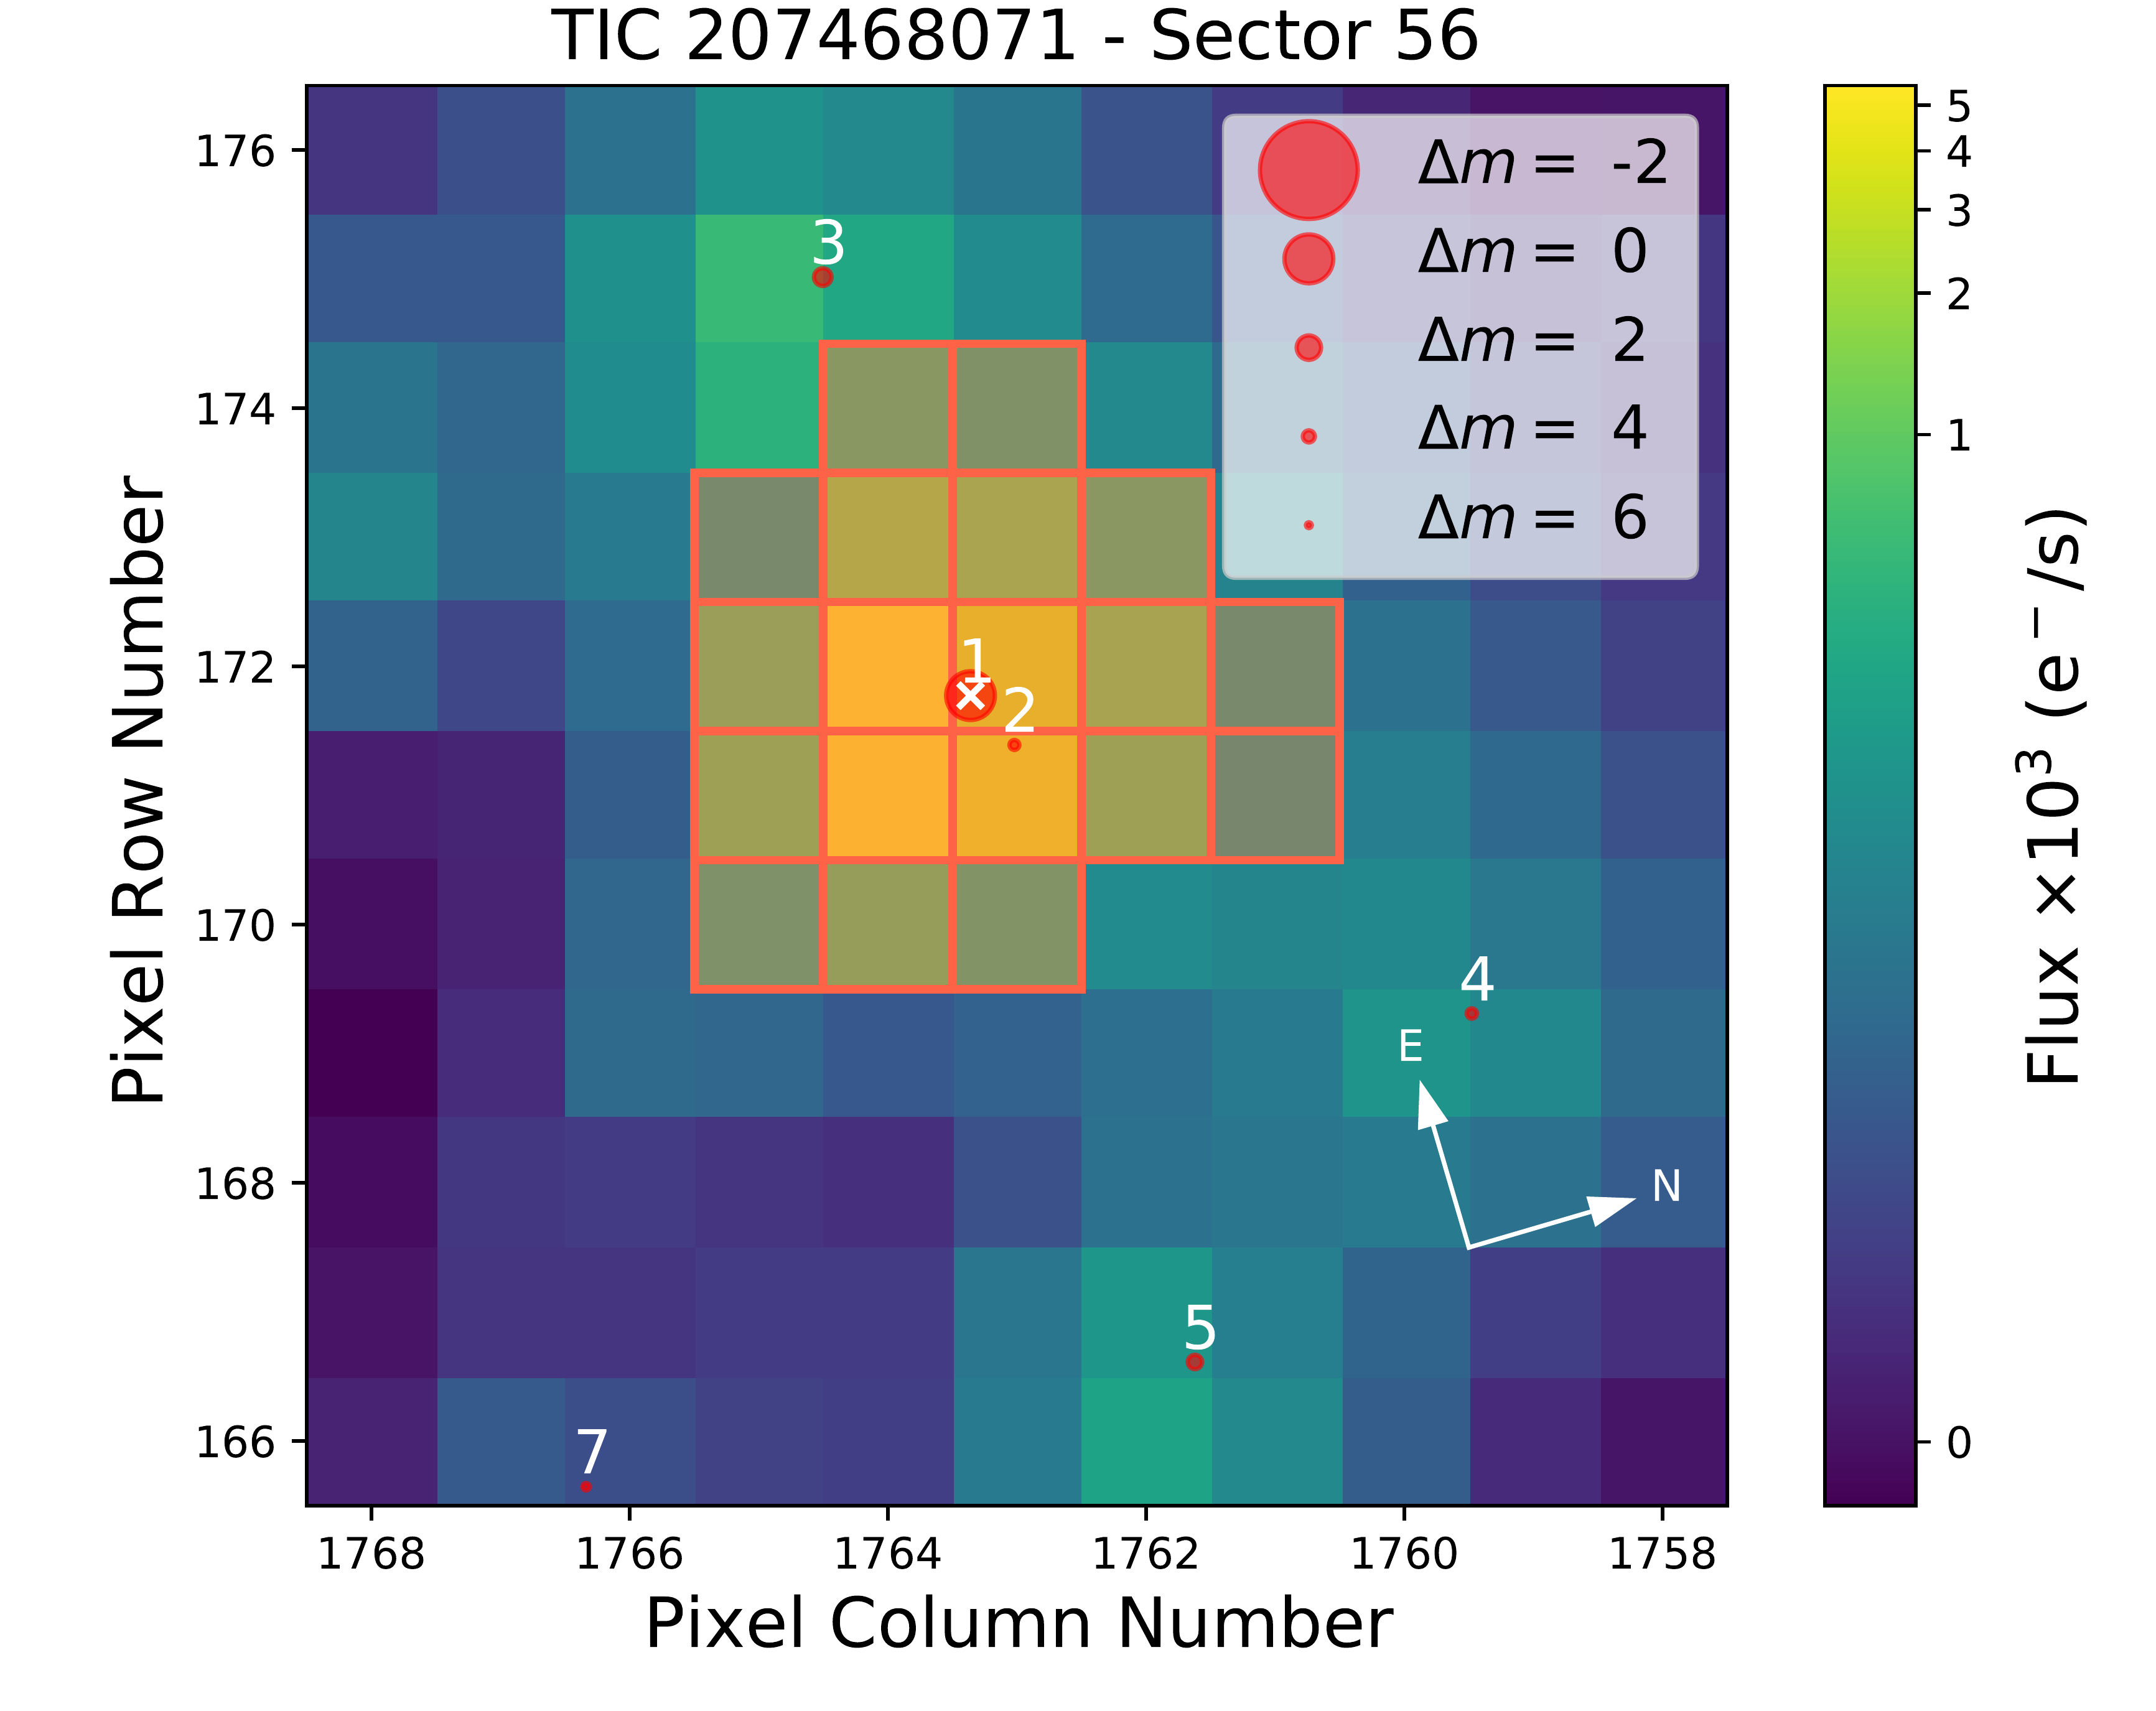 TIC 207468071 - Sector 56
Pixel Row Number
176
174
172
170
168
166
1768
1766
1764
1762
1760
1758
Pixel Column Number
Δm = -2
Δm = 0
Δm = 2
Δm = 4
Δm = 6
3
1
2
4
E
N
5
7
5
4
3
2
1
0
Flux ×10³ (e⁻/s)